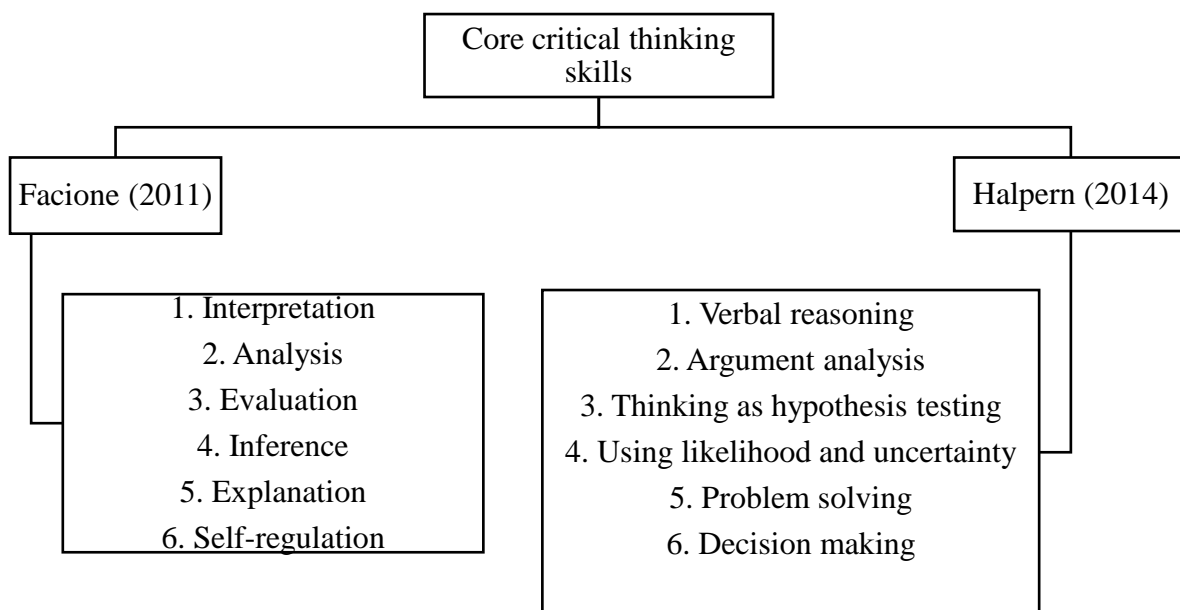 Core critical thinking
skills
Facione (2011)
Halpern (2014)
1. Interpretation
2. Analysis
3. Evaluation
4. Inference
5. Explanation
6. Self-regulation
1. Verbal reasoning
2. Argument analysis
3. Thinking as hypothesis testing
4. Using likelihood and uncertainty
5. Problem solving
6. Decision making